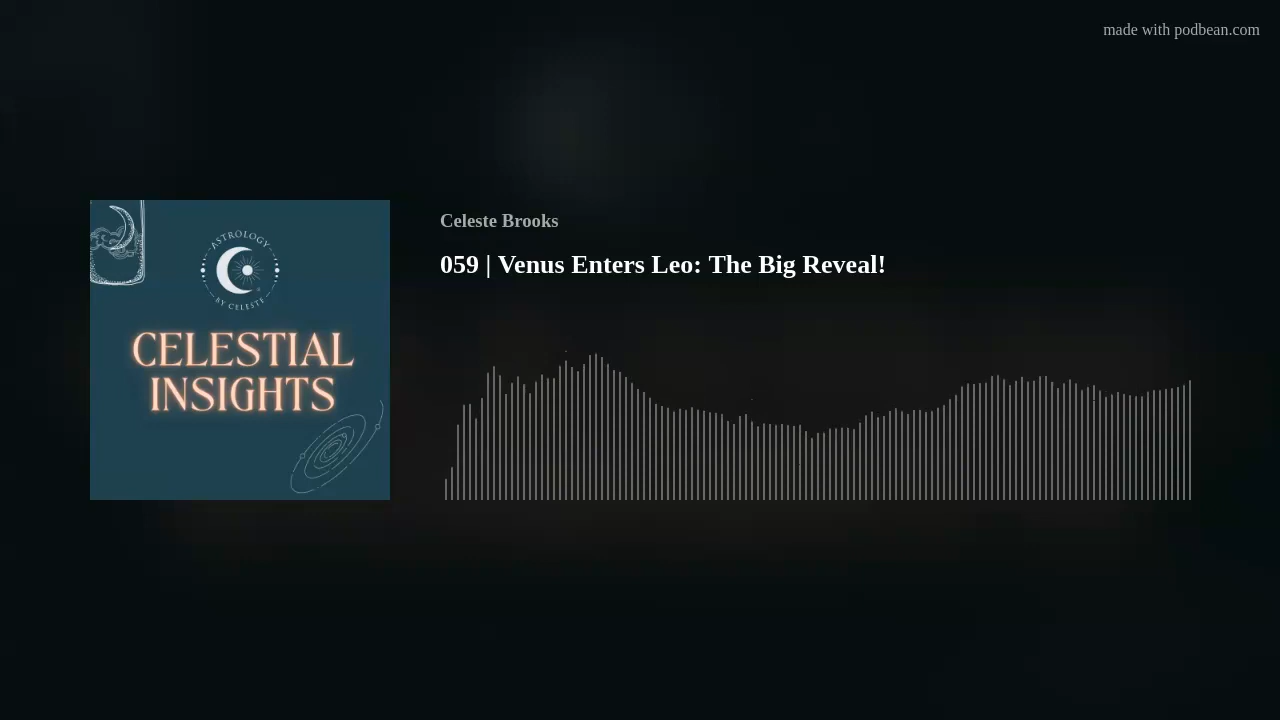 made with podbean.com
Celeste Brooks
059 | Venus Enters Leo: The Big Reveal!
ASTROLOGY
BY CELESTE
CELESTIAL
INSIGHTS